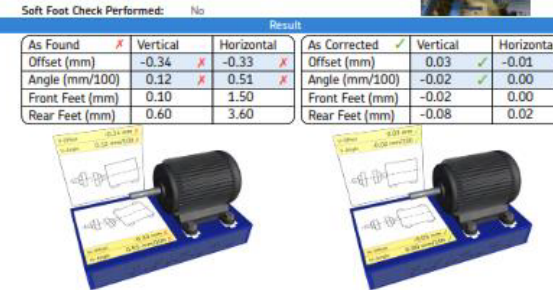 Soft Foot Check Performed: No
Result
As Found ✗ Vertical Horizontal
Offset (mm) -0.34 ✗ -0.33 ✗
Angle (mm/100) 0.12 ✗ 0.51 ✗
Front Feet (mm) 0.10 1.50
Rear Feet (mm) 0.60 3.60
As Corrected ✓ Vertical Horizonta
Offset (mm) 0.03 ✓ -0.01
Angle (mm/100) -0.02 ✓ 0.00
Front Feet (mm) -0.02 0.00
Rear Feet (mm) -0.08 0.02